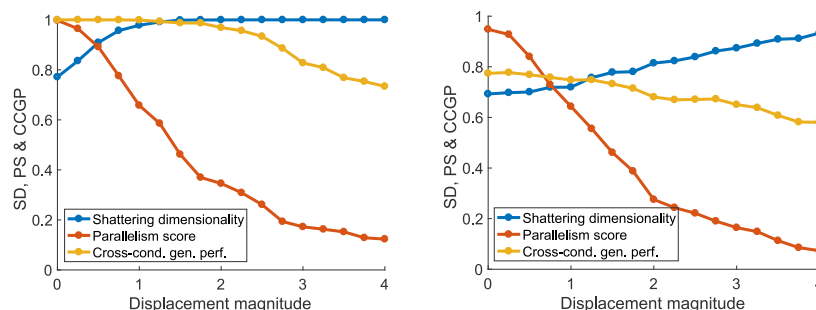 SD, PS & CCGP
1
0.8
0.6
0.4
0.2
0
Shattering dimensionality
Parallelism score
Cross-cond. gen. perf.
0 1 2 3 4
Displacement magnitude
SD, PS & CCGP
1
0.8
0.6
0.4
0.2
0
Shattering dimensionality
Parallelism score
Cross-cond. gen. perf.
0 1 2 3 4
Displacement magnitude